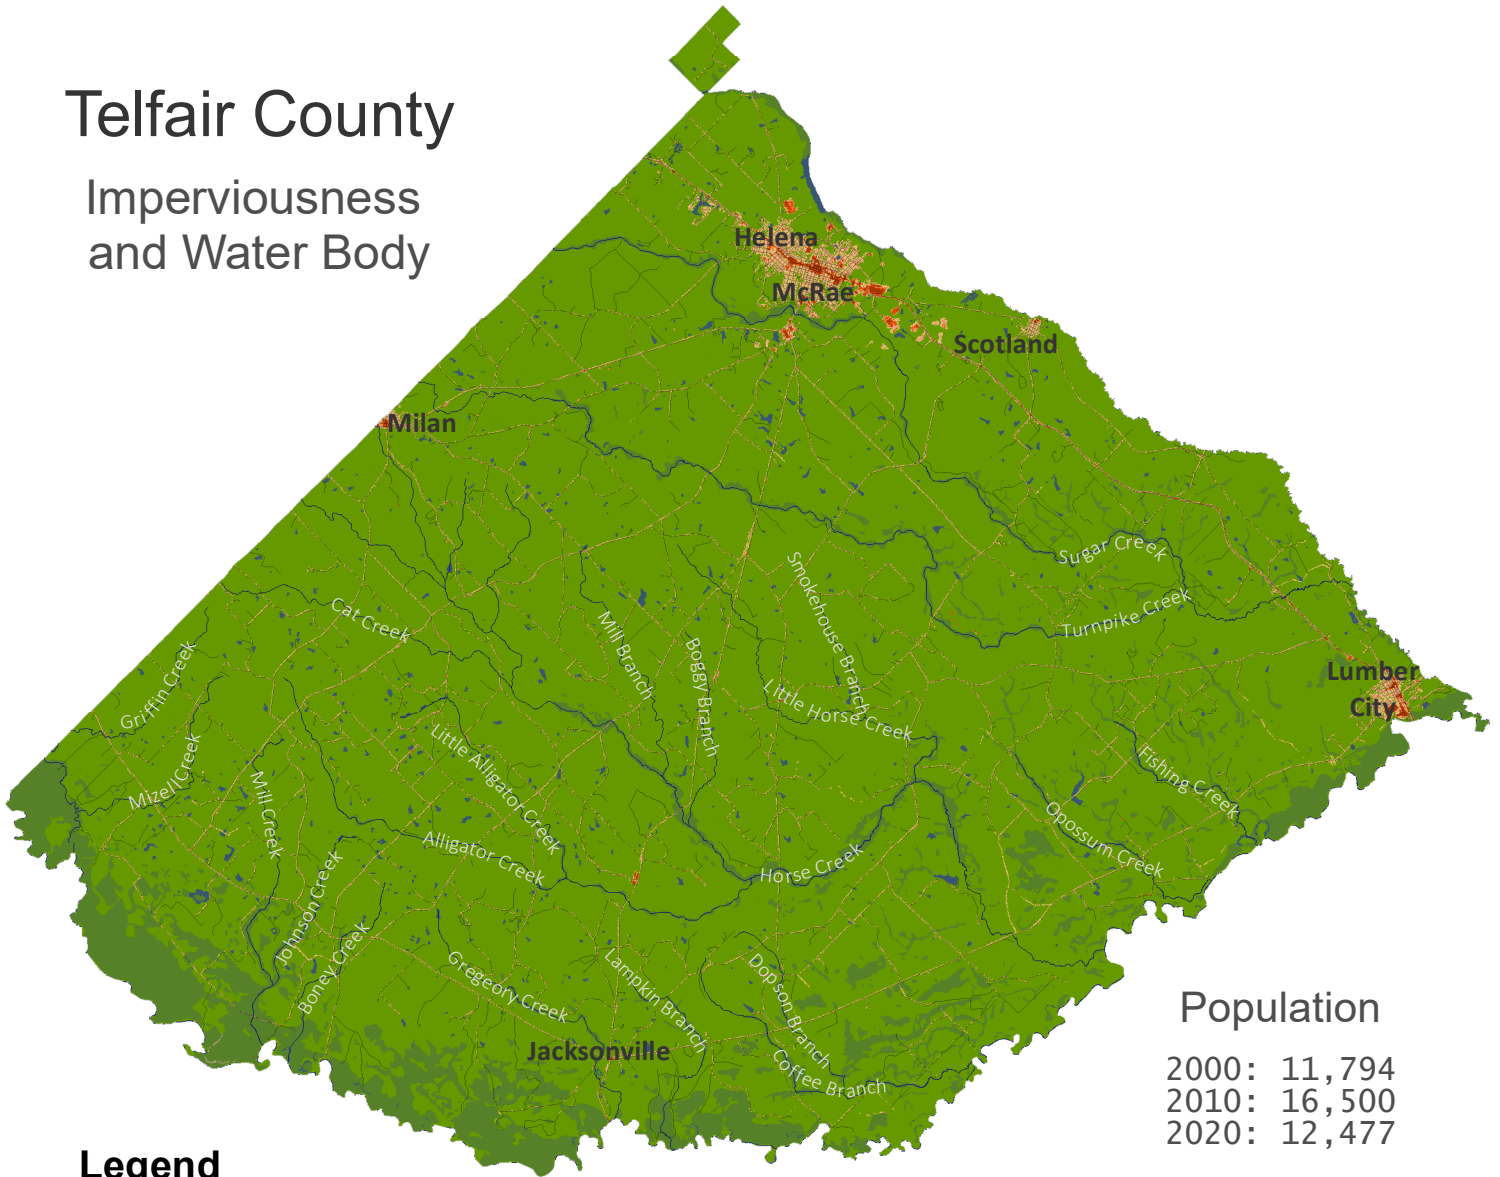 Telfair County
Imperviousness
and Water Body
Helena
McRae
Scotland
Milan
Sugar Creek
Turnpike Creek
Smokehouse Branch
Cat Creek
Mill Branch
Boggy Branch
Little Horse Creek
Griffin Creek
Mizell Creek
Mill Creek
Little Alligator Creek
Lumber
City
Fishing Creek
Opossum Creek
Alligator Creek
Horse Creek
Johnson Creek
Boney Creek
Gregeory Creek
Lampkin Branch
Dopson Branch
Coffee Branch
Jacksonville
Population
2000: 11,794
2010: 16,500
2020: 12,477
Legend